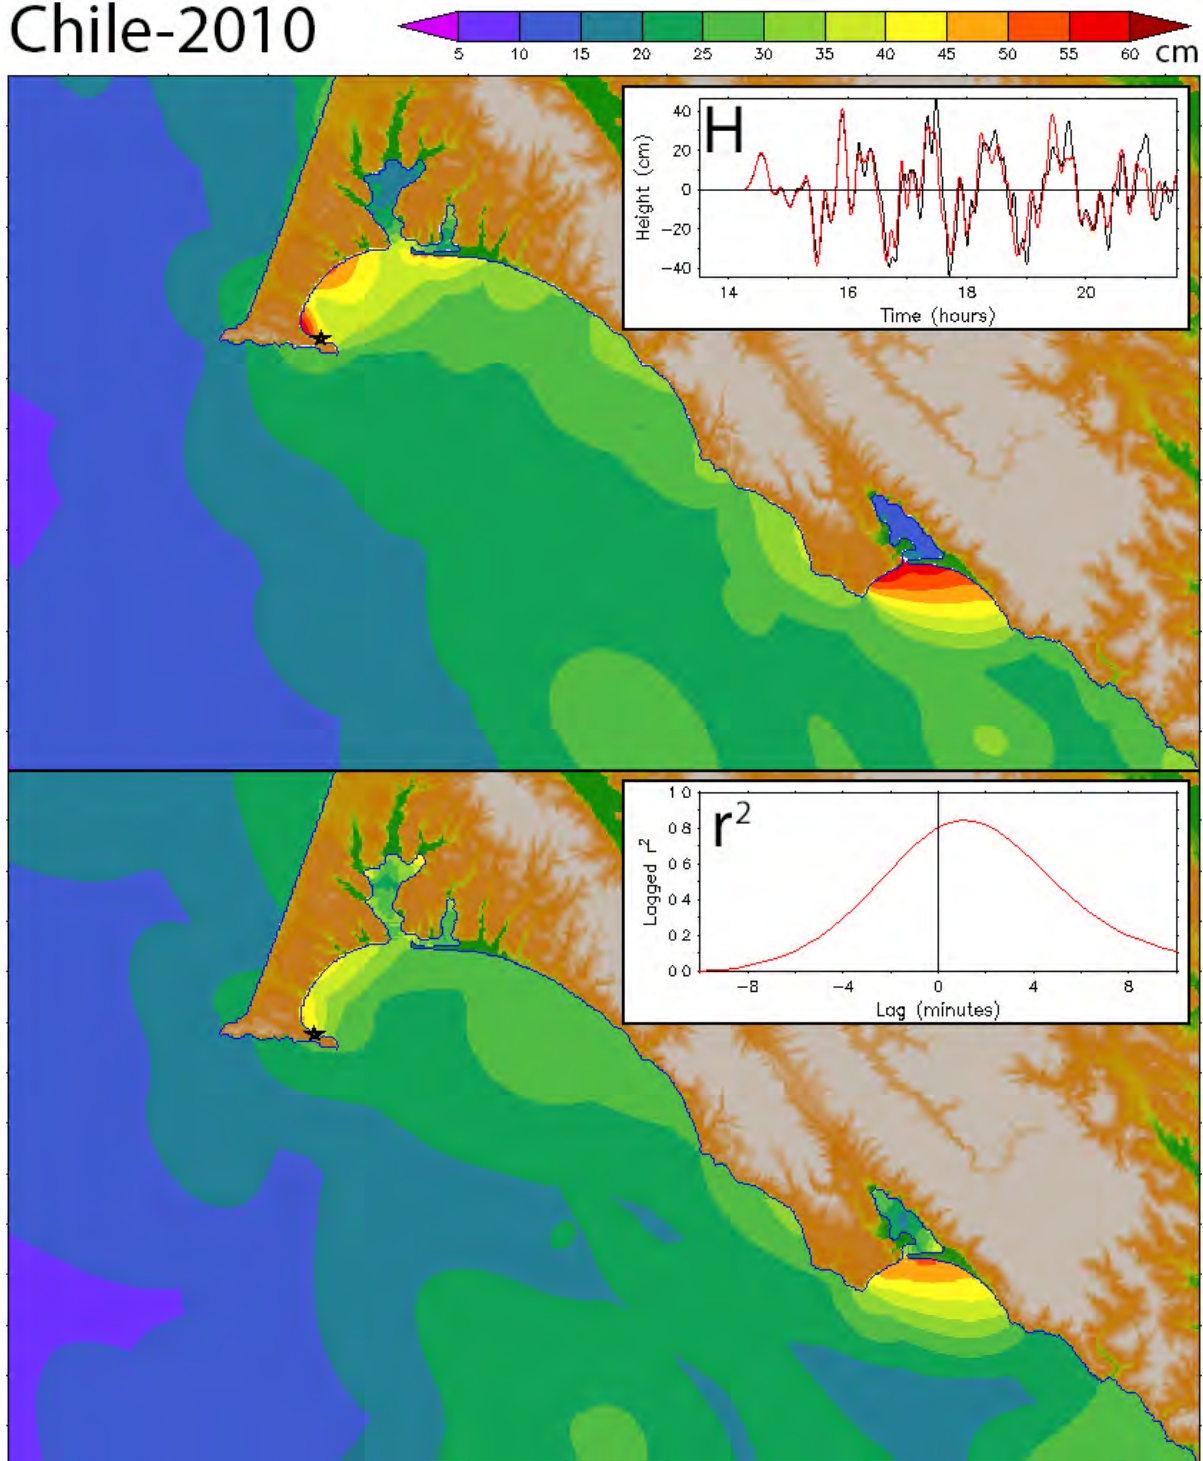 Chile-2010
5 10 15 20 25 30 35 40 45 50 55 60 cm
H
Height (cm)
40
20
0
-20
-40
14 16 18 20
Time (hours)
r²
Lagged r²
1 0
0.8
0 6
0 4
0 2
0 0
-8 -4 0 4 8
Lag (minutes)